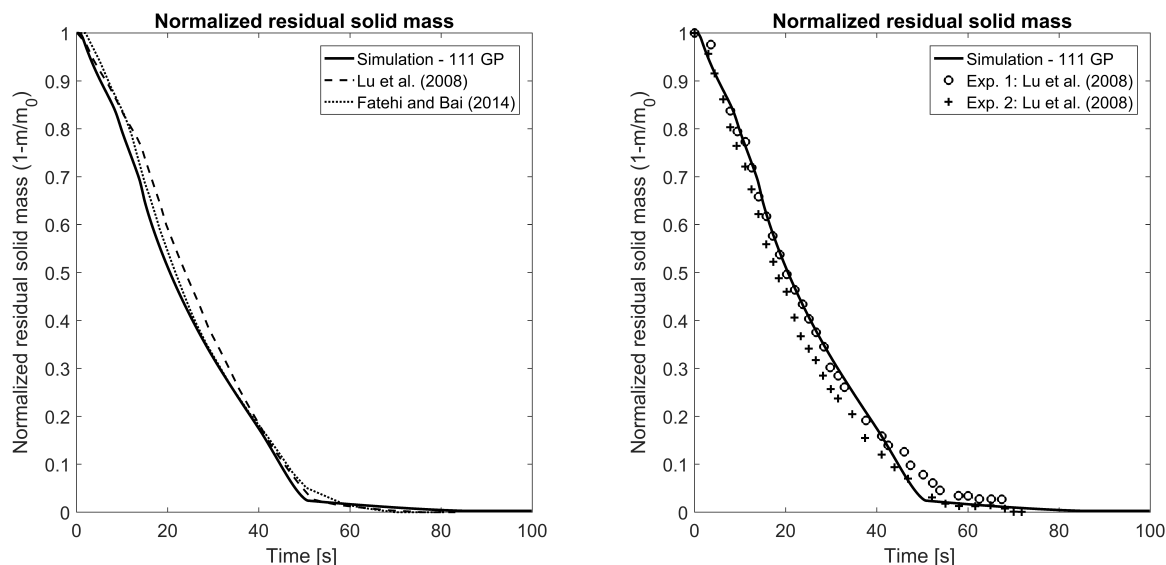 Normalized residual solid mass
Normalized residual solid mass (1-m/m0)
1
0.9
0.8
0.7
0.6
0.5
0.4
0.3
0.2
0.1
0
Simulation - 111 GP
Lu et al. (2008)
Fatehi and Bai (2014)
0 20 40 60 80 100
Time [s]
Normalized residual solid mass
Normalized residual solid mass (1-m/m0)
1
0.9
0.8
0.7
0.6
0.5
0.4
0.3
0.2
0.1
0
Simulation - 111 GP
Exp. 1: Lu et al. (2008)
Exp. 2: Lu et al. (2008)
0 20 40 60 80 100
Time [s]